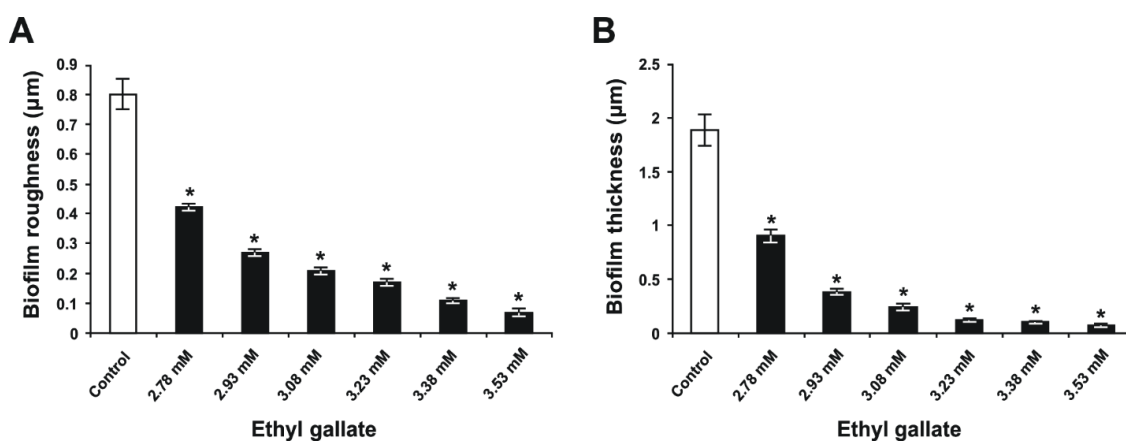 A
Biofilm roughness (µm)
0.9
0.8
0.7
0.6
0.5
0.4
0.3
0.2
0.1
0
*
*
*
*
*
*
Control
2.78 mM
2.93 mM
3.08 mM
3.23 mM
3.38 mM
3.53 mM
Ethyl gallate
B
Biofilm thickness (µm)
2.5
2
1.5
1
0.5
0
*
*
*
*
*
*
Control
2.78 mM
2.93 mM
3.08 mM
3.23 mM
3.38 mM
3.53 mM
Ethyl gallate